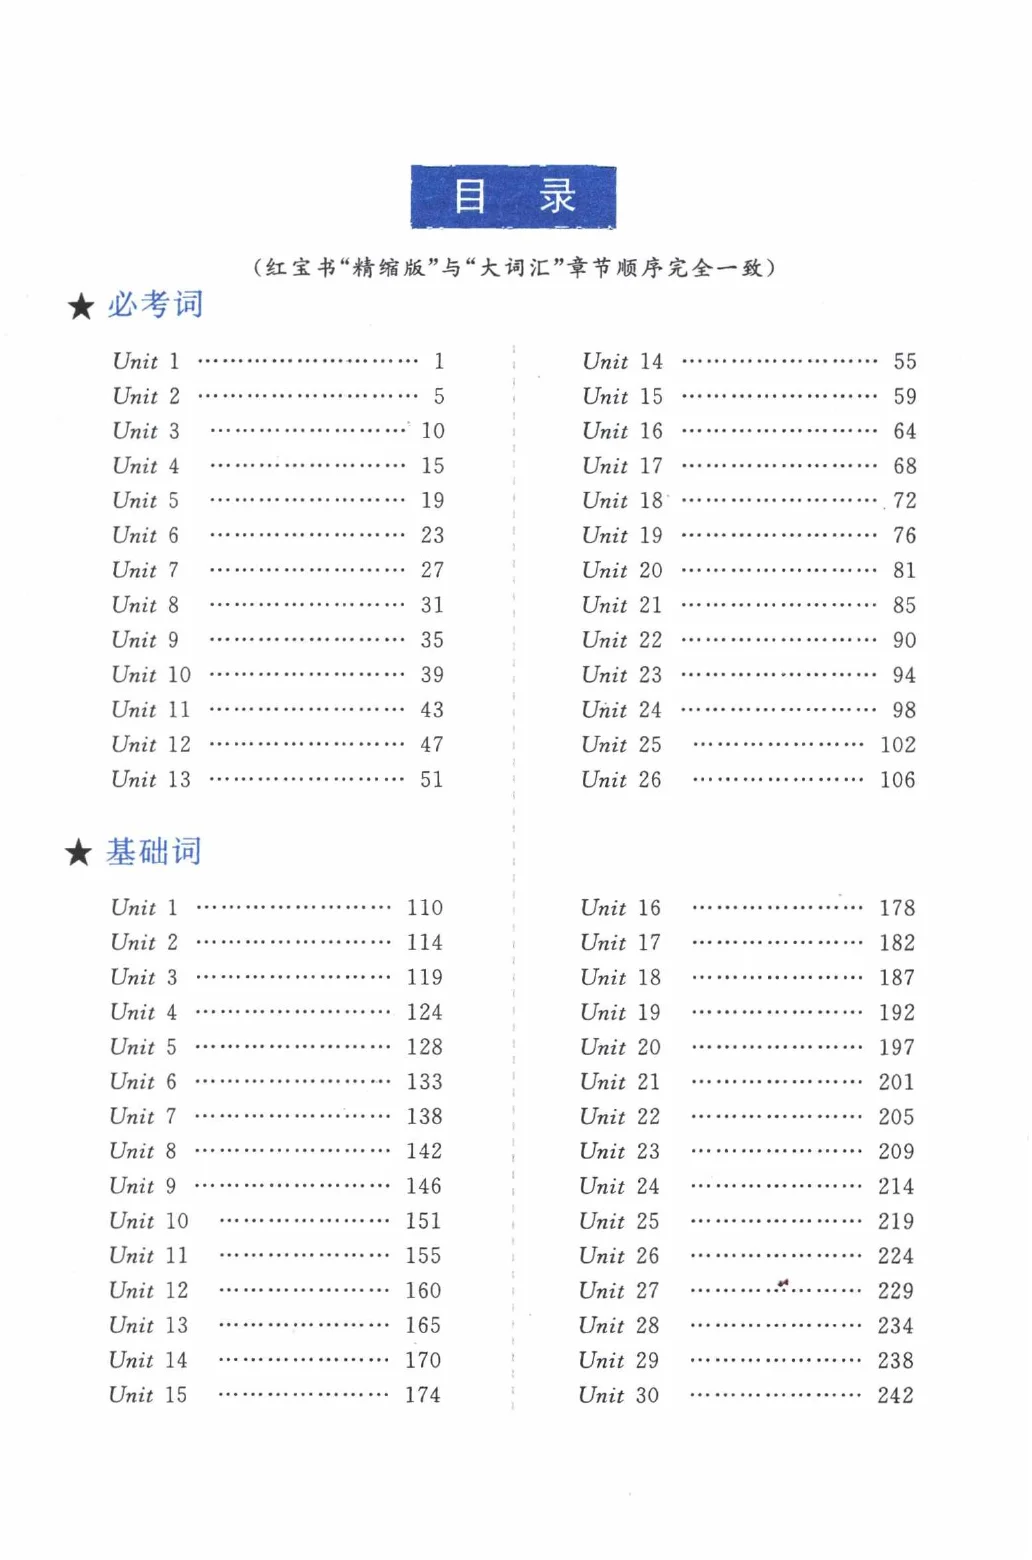 目 录
（红宝书“精缩版”与“大词汇”章节顺序完全一致）
★ 必考词
Unit 1 ⋯⋯⋯⋯⋯⋯⋯⋯⋯ 1
Unit 2 ⋯⋯⋯⋯⋯⋯⋯⋯⋯ 5
Unit 3 ⋯⋯⋯⋯⋯⋯⋯⋯ 10
Unit 4 ⋯⋯⋯⋯⋯⋯⋯⋯ 15
Unit 5 ⋯⋯⋯⋯⋯⋯⋯⋯ 19
Unit 6 ⋯⋯⋯⋯⋯⋯⋯⋯ 23
Unit 7 ⋯⋯⋯⋯⋯⋯⋯⋯ 27
Unit 8 ⋯⋯⋯⋯⋯⋯⋯⋯ 31
Unit 9 ⋯⋯⋯⋯⋯⋯⋯⋯ 35
Unit 10 ⋯⋯⋯⋯⋯⋯⋯⋯ 39
Unit 11 ⋯⋯⋯⋯⋯⋯⋯⋯ 43
Unit 12 ⋯⋯⋯⋯⋯⋯⋯⋯ 47
Unit 13 ⋯⋯⋯⋯⋯⋯⋯⋯ 51
Unit 14 ⋯⋯⋯⋯⋯⋯⋯⋯ 55
Unit 15 ⋯⋯⋯⋯⋯⋯⋯⋯ 59
Unit 16 ⋯⋯⋯⋯⋯⋯⋯⋯ 64
Unit 17 ⋯⋯⋯⋯⋯⋯⋯⋯ 68
Unit 18 ⋯⋯⋯⋯⋯⋯⋯⋯ 72
Unit 19 ⋯⋯⋯⋯⋯⋯⋯⋯ 76
Unit 20 ⋯⋯⋯⋯⋯⋯⋯⋯ 81
Unit 21 ⋯⋯⋯⋯⋯⋯⋯⋯ 85
Unit 22 ⋯⋯⋯⋯⋯⋯⋯⋯ 90
Unit 23 ⋯⋯⋯⋯⋯⋯⋯⋯ 94
Unit 24 ⋯⋯⋯⋯⋯⋯⋯⋯ 98
Unit 25 ⋯⋯⋯⋯⋯⋯⋯ 102
Unit 26 ⋯⋯⋯⋯⋯⋯⋯ 106
★ 基础词
Unit 1 ⋯⋯⋯⋯⋯⋯⋯⋯ 110
Unit 2 ⋯⋯⋯⋯⋯⋯⋯⋯ 114
Unit 3 ⋯⋯⋯⋯⋯⋯⋯⋯ 119
Unit 4 ⋯⋯⋯⋯⋯⋯⋯⋯ 124
Unit 5 ⋯⋯⋯⋯⋯⋯⋯⋯ 128
Unit 6 ⋯⋯⋯⋯⋯⋯⋯⋯ 133
Unit 7 ⋯⋯⋯⋯⋯⋯⋯⋯ 138
Unit 8 ⋯⋯⋯⋯⋯⋯⋯⋯ 142
Unit 9 ⋯⋯⋯⋯⋯⋯⋯⋯ 146
Unit 10 ⋯⋯⋯⋯⋯⋯⋯ 151
Unit 11 ⋯⋯⋯⋯⋯⋯⋯ 155
Unit 12 ⋯⋯⋯⋯⋯⋯⋯ 160
Unit 13 ⋯⋯⋯⋯⋯⋯⋯ 165
Unit 14 ⋯⋯⋯⋯⋯⋯⋯ 170
Unit 15 ⋯⋯⋯⋯⋯⋯⋯ 174
Unit 16 ⋯⋯⋯⋯⋯⋯⋯ 178
Unit 17 ⋯⋯⋯⋯⋯⋯⋯ 182
Unit 18 ⋯⋯⋯⋯⋯⋯⋯ 187
Unit 19 ⋯⋯⋯⋯⋯⋯⋯ 192
Unit 20 ⋯⋯⋯⋯⋯⋯⋯ 197
Unit 21 ⋯⋯⋯⋯⋯⋯⋯ 201
Unit 22 ⋯⋯⋯⋯⋯⋯⋯ 205
Unit 23 ⋯⋯⋯⋯⋯⋯⋯ 209
Unit 24 ⋯⋯⋯⋯⋯⋯⋯ 214
Unit 25 ⋯⋯⋯⋯⋯⋯⋯ 219
Unit 26 ⋯⋯⋯⋯⋯⋯⋯ 224
Unit 27 ⋯⋯⋯⋯⋯⋯⋯ 229
Unit 28 ⋯⋯⋯⋯⋯⋯⋯ 234
Unit 29 ⋯⋯⋯⋯⋯⋯⋯ 238
Unit 30 ⋯⋯⋯⋯⋯⋯⋯ 242